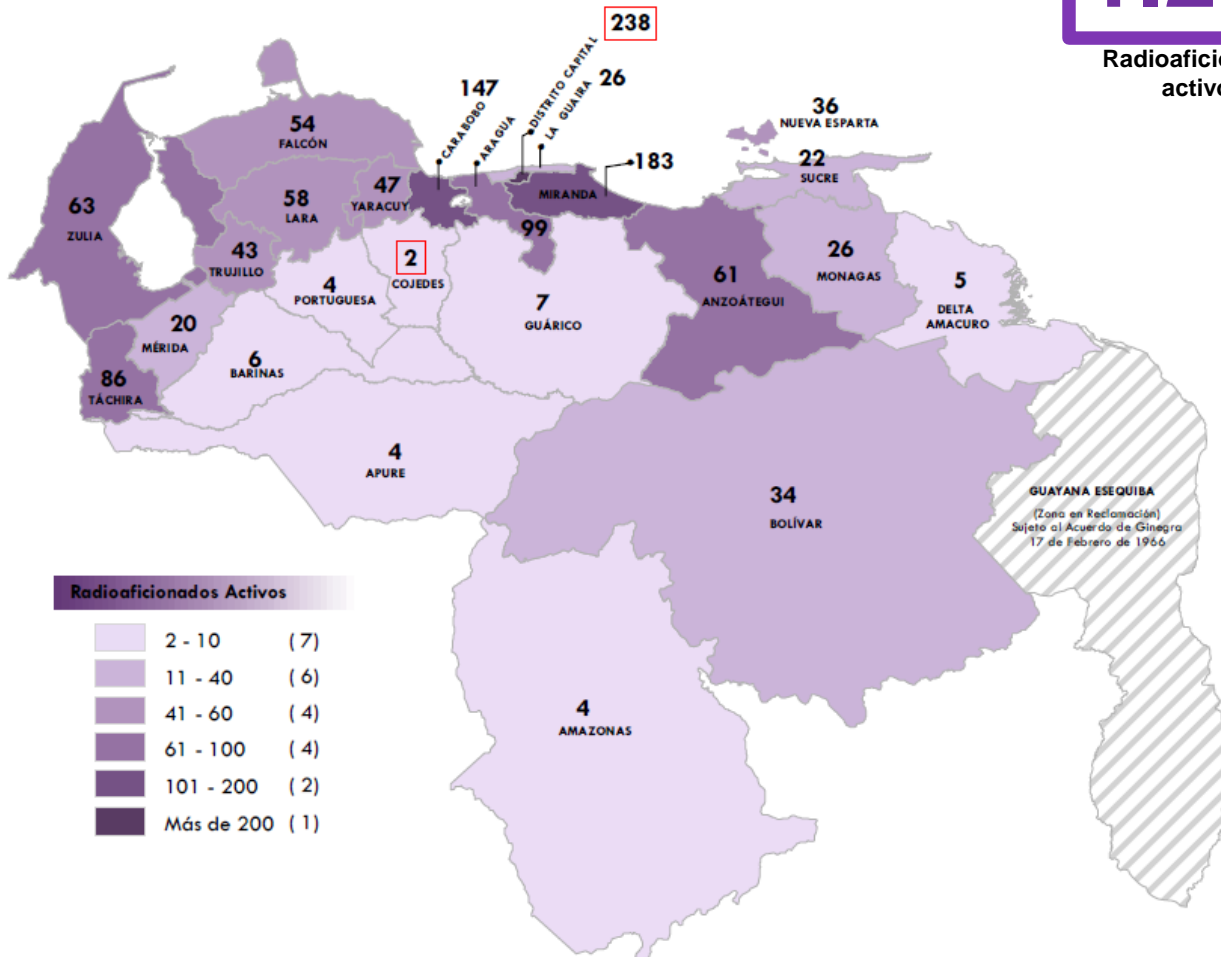 238
147
CARABOBO
ARAGUA
DISTRITO CAPITAL
LA GUAIRA
26
36
NUEVA ESPARTA
54
FALCÓN
183
22
SUCRE
63
ZULIA
58
LARA
47
YARACUY
MIRANDA
99
43
TRUJILLO
2
COJEDES
4
PORTUGUESA
7
GUÁRICO
61
ANZOÁTEGUI
26
MONAGAS
5
DELTA
AMACURO
20
MÉRIDA
6
BARINAS
86
TÁCHIRA
4
APURE
34
BOLÍVAR
GUAYANA ESEQUIBA
(Zona en Reclamación)
Sujeto al Acuerdo de Ginegra
17 de Febrero de 1966
4
AMAZONAS
Radioaficionados Activos
2 - 10 ( 7)
11 - 40 ( 6)
41 - 60 ( 4)
61 - 100 ( 4)
101 - 200 ( 2)
Más de 200 ( 1)